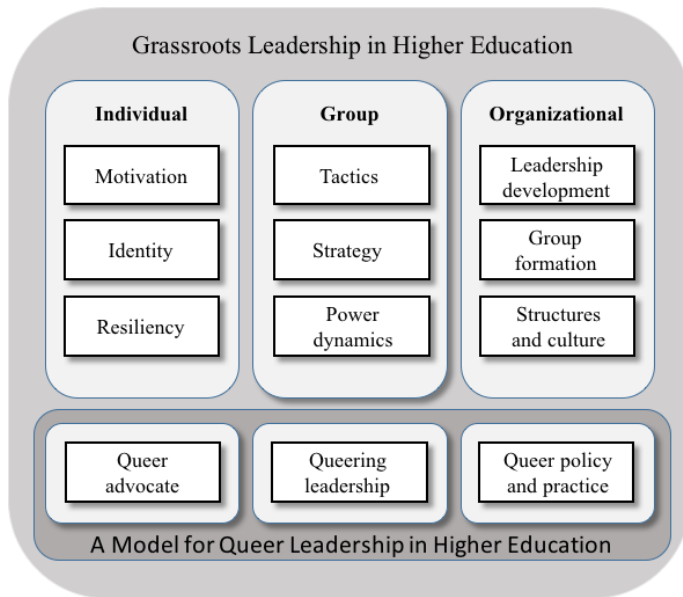 Grassroots Leadership in Higher Education
Individual
Motivation
Identity
Resiliency
Group
Tactics
Strategy
Power
dynamics
Organizational
Leadership
development
Group
formation
Structures
and culture
Queer
advocate
Queering
leadership
Queer policy
and practice
A Model for Queer Leadership in Higher Education